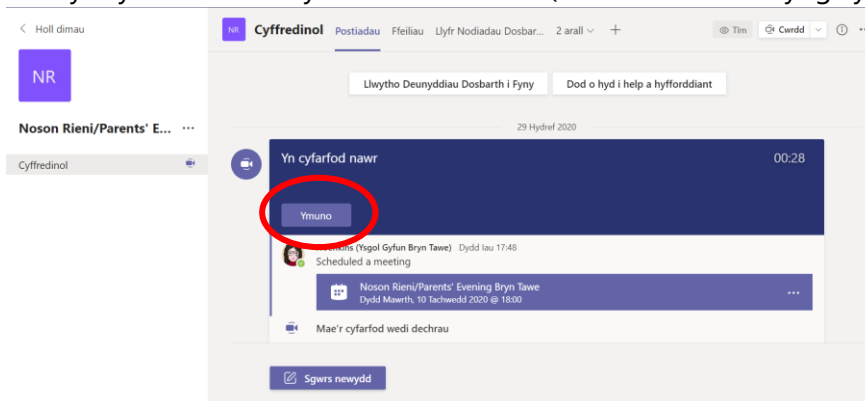 Holl dimau
NR
Noson Rieni/Parents' E... ...
Cyffredinol
NR Cyffredinol Postiadau Ffeiliau Llyfr Nodiadau Dosbar... 2 arall + Tîm Cwrdd
Llwytho Deunyddiau Dosbarth i Fyny Dod o hyd i help a hyfforddiant
29 Hydref 2020
Yn cyfarfod nawr 00:28
Ymuno
(Ysgol Gyfun Bryn Tawe) Dydd Iau 17:48
Scheduled a meeting
Noson Rieni/Parents' Evening Bryn Tawe ...
Dydd Mawrth, 10 Tachwedd 2020 @ 18:00
Mae'r cyfarfod wedi dechrau
Sgwrs newydd